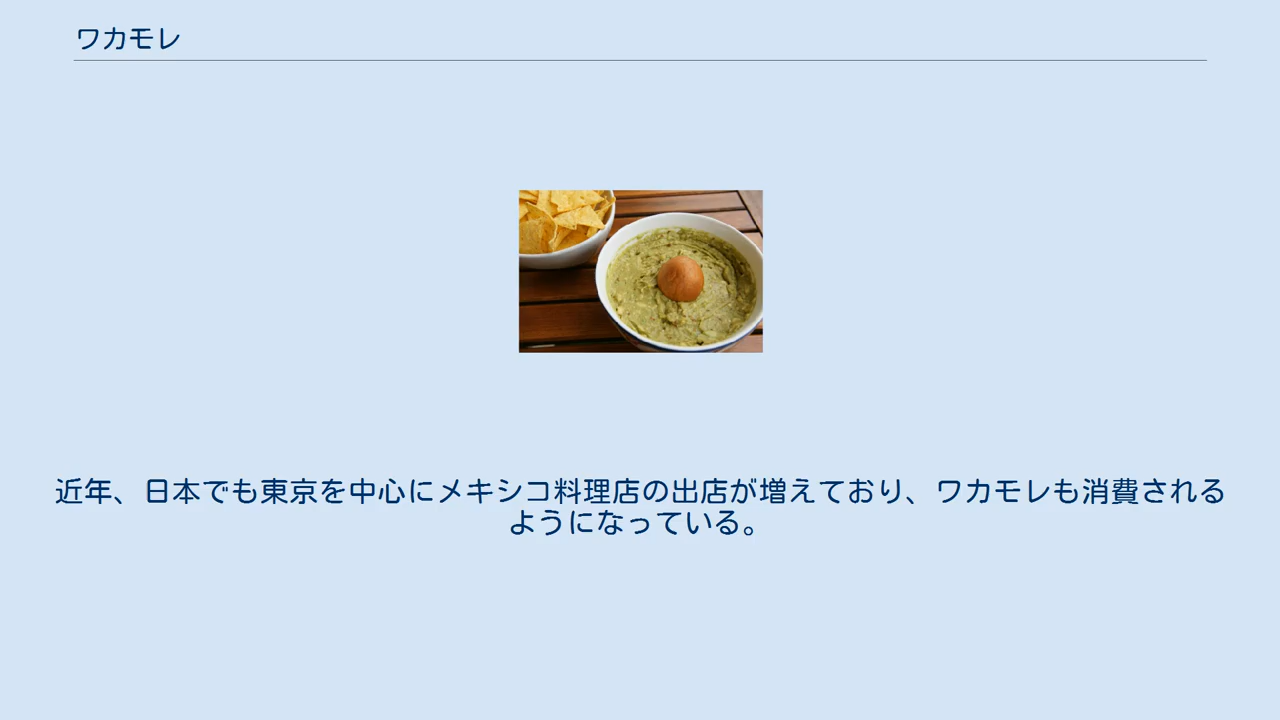 ワカモレ
近年、日本でも東京を中心にメキシコ料理店の出店が増えており、ワカモレも消費される
ようになっている。